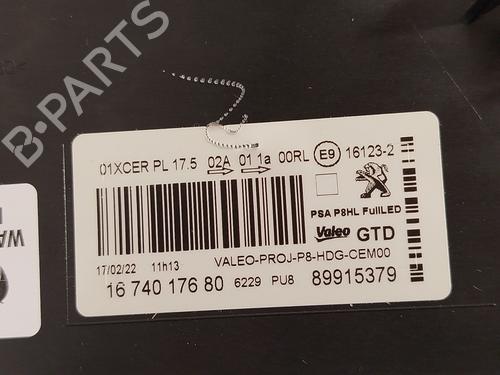 B-PARTS
01XCER PL 17.5 02A 01 1a 00RL E9 16123-2
PSA P8HL FullLED
Valeo GTD
VALEO-PROJ-P8-HDG-CEM00
17/02/22 11h13
16 740 176 80 6229 PU8 89915379
WA